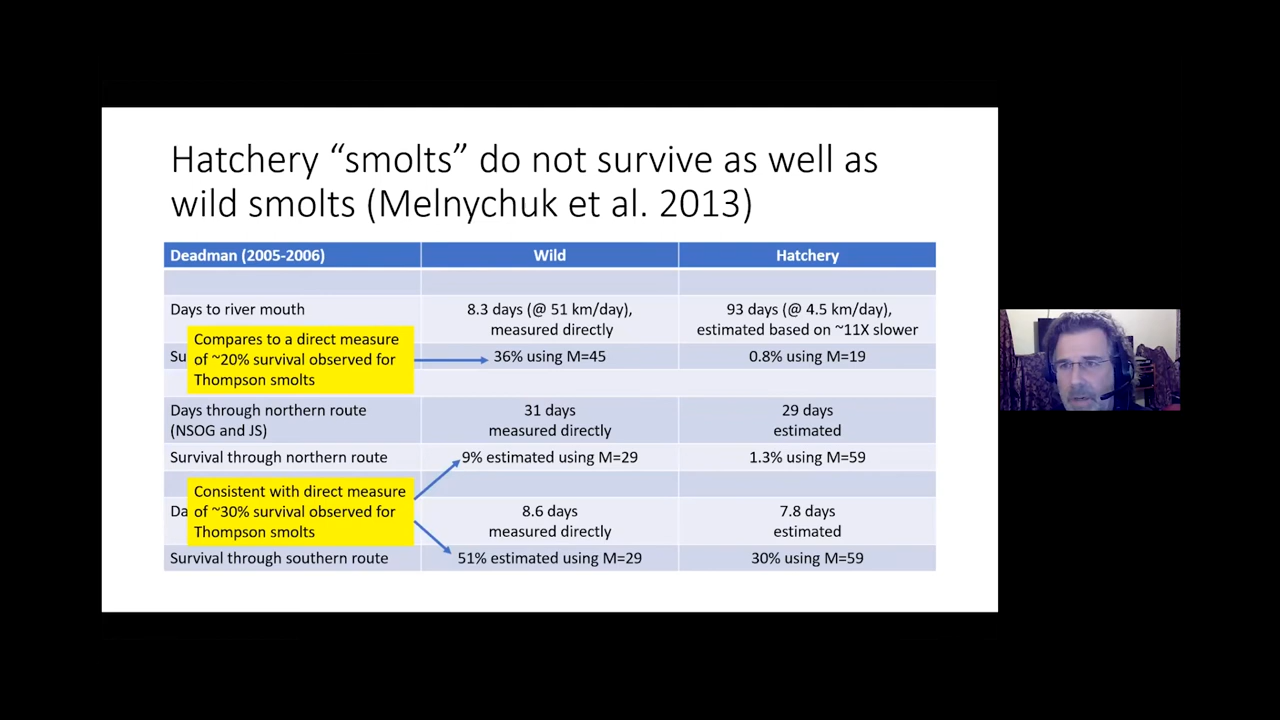 Hatchery “smolts” do not survive as well as
wild smolts (Melnychuk et al. 2013)
Deadman (2005-2006)
Wild
Hatchery
Days to river mouth
8.3 days (@ 51 km/day),
measured directly
93 days (@ 4.5 km/day),
estimated based on ~11X slower
Compares to a direct measure
of ~20% survival observed for
Thompson smolts
Su
36% using M=45
0.8% using M=19
Days through northern route
(NSOG and JS)
31 days
measured directly
29 days
estimated
Survival through northern route
9% estimated using M=29
1.3% using M=59
Consistent with direct measure
of ~30% survival observed for
Thompson smolts
Da
8.6 days
measured directly
7.8 days
estimated
Survival through southern route
51% estimated using M=29
30% using M=59